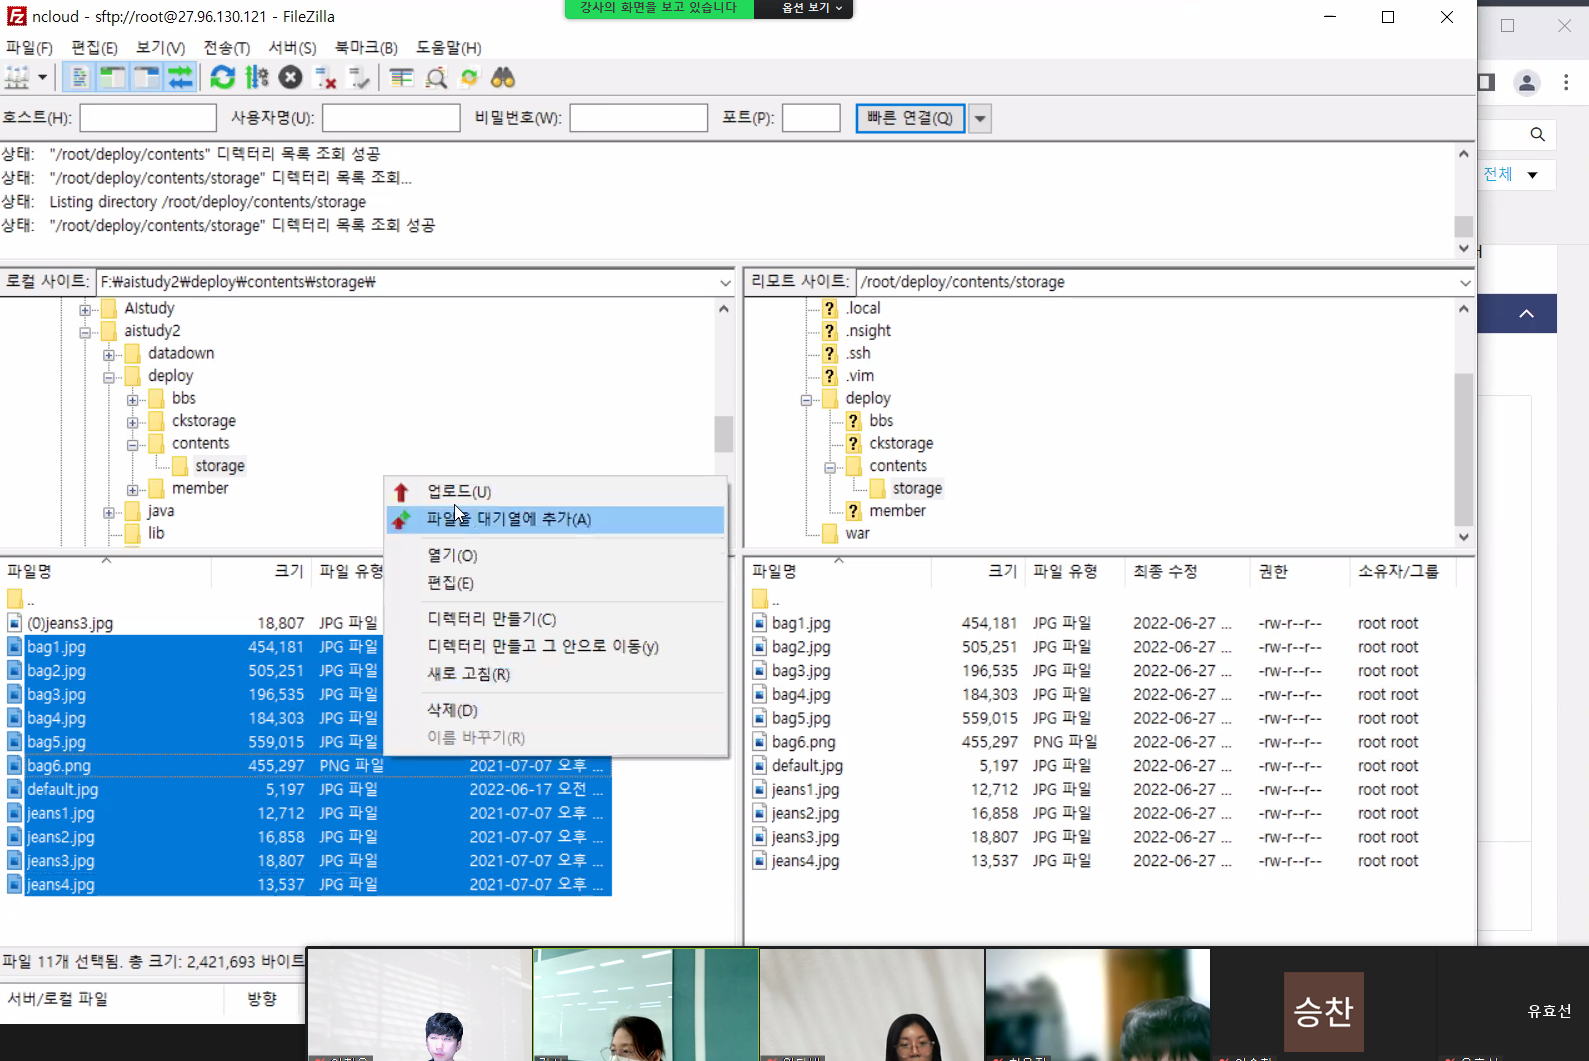 ncloud - sftp://root@27.96.130.121 - FileZilla
강사의 화면을 보고 있습니다
옵션 보기
파일(F) 편집(E) 보기(V) 전송(T) 서버(S) 북마크(B) 도움말(H)
호스트(H): 사용자명(U): 비밀번호(W): 포트(P): 빠른 연결(Q)
상태: "/root/deploy/contents" 디렉터리 목록 조회 성공
상태: "/root/deploy/contents/storage" 디렉터리 목록 조회...
상태: Listing directory /root/deploy/contents/storage
상태: "/root/deploy/contents/storage" 디렉터리 목록 조회 성공
전체
로컬 사이트: F:₩aistudy2₩deploy₩contents₩storage₩
AIstudy
aistudy2
datadown
deploy
bbs
ckstorage
contents
storage
member
java
lib
리모트 사이트: /root/deploy/contents/storage
.local
.nsight
.ssh
.vim
deploy
bbs
ckstorage
contents
storage
member
war
업로드(U)
파일을 대기열에 추가(A)
열기(O)
편집(E)
디렉터리 만들기(C)
디렉터리 만들고 그 안으로 이동(y)
새로 고침(R)
삭제(D)
이름 바꾸기(R)
파일명 크기 파일 유형
..
(0)jeans3.jpg 18,807 JPG 파일
bag1.jpg 454,181 JPG 파일
bag2.jpg 505,251 JPG 파일
bag3.jpg 196,535 JPG 파일
bag4.jpg 184,303 JPG 파일
bag5.jpg 559,015 JPG 파일
bag6.png 455,297 PNG 파일 2021-07-07 오후 ...
default.jpg 5,197 JPG 파일 2022-06-17 오전 ...
jeans1.jpg 12,712 JPG 파일 2021-07-07 오후 ...
jeans2.jpg 16,858 JPG 파일 2021-07-07 오후 ...
jeans3.jpg 18,807 JPG 파일 2021-07-07 오후 ...
jeans4.jpg 13,537 JPG 파일 2021-07-07 오후 ...
파일명 크기 파일 유형 최종 수정 권한 소유자/그룹
..
bag1.jpg 454,181 JPG 파일 2022-06-27 ... -rw-r--r-- root root
bag2.jpg 505,251 JPG 파일 2022-06-27 ... -rw-r--r-- root root
bag3.jpg 196,535 JPG 파일 2022-06-27 ... -rw-r--r-- root root
bag4.jpg 184,303 JPG 파일 2022-06-27 ... -rw-r--r-- root root
bag5.jpg 559,015 JPG 파일 2022-06-27 ... -rw-r--r-- root root
bag6.png 455,297 PNG 파일 2022-06-27 ... -rw-r--r-- root root
default.jpg 5,197 JPG 파일 2022-06-27 ... -rw-r--r-- root root
jeans1.jpg 12,712 JPG 파일 2022-06-27 ... -rw-r--r-- root root
jeans2.jpg 16,858 JPG 파일 2022-06-27 ... -rw-r--r-- root root
jeans3.jpg 18,807 JPG 파일 2022-06-27 ... -rw-r--r-- root root
jeans4.jpg 13,537 JPG 파일 2022-06-27 ... -rw-r--r-- root root
파일 11개 선택됨. 총 크기: 2,421,693 바이트
서버/로컬 파일 방향
승찬
유효선